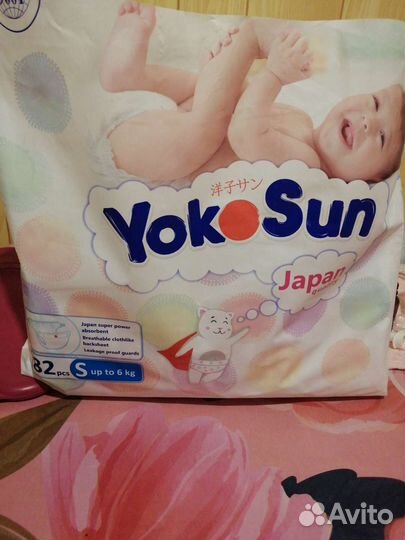 洋子サン
YokoSun
Japan
Japan super power
absorbent
Breathable clothlike
backsheet
Leakage proof guards
82 pcs S up to 6 kg
Avito